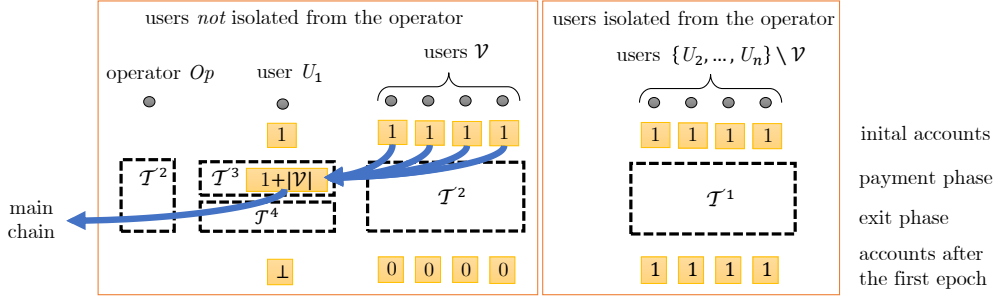 users not isolated from the operator
users isolated from the operator
operator Op
user U₁
users 𝒱
users {U₂, ..., Uₙ} \ 𝒱
1
1 1 1 1
1 1 1 1
inital accounts
𝒯²
𝒯³
1+|𝒱|
𝒯²
𝒯¹
payment phase
main
chain
𝒯⁴
exit phase
⊥
0 0 0 0
1 1 1 1
accounts after
the first epoch